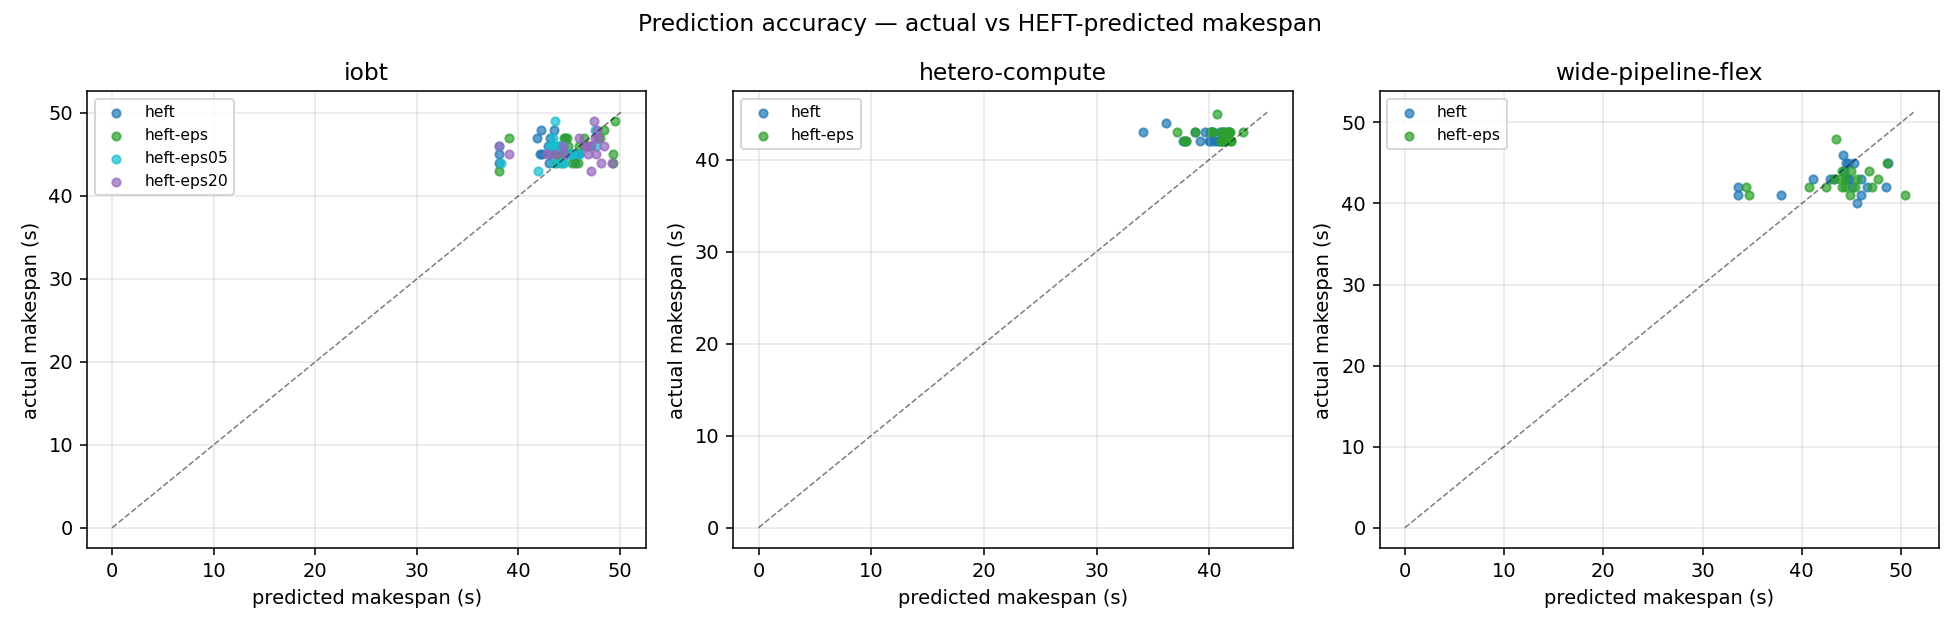 Prediction accuracy — actual vs HEFT-predicted makespan
iobt
50
40
30
20
10
0
actual makespan (s)
heft
heft-eps
heft-eps05
heft-eps20
0 10 20 30 40 50
predicted makespan (s)
hetero-compute
40
30
20
10
0
actual makespan (s)
heft
heft-eps
0 10 20 30 40
predicted makespan (s)
wide-pipeline-flex
50
40
30
20
10
0
actual makespan (s)
heft
heft-eps
0 10 20 30 40 50
predicted makespan (s)